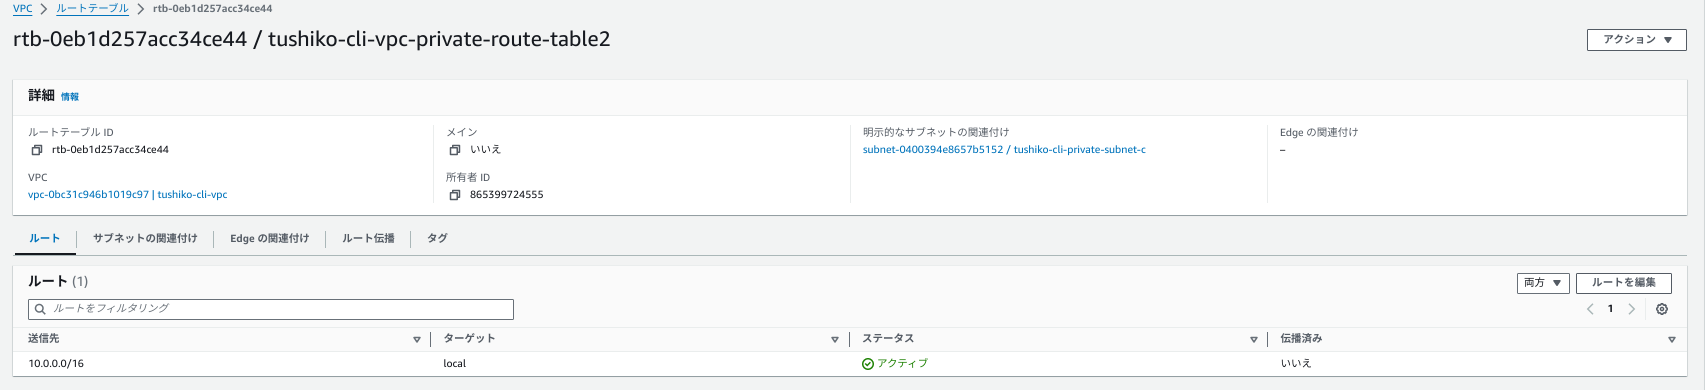 VPC > ルートテーブル > rtb-0eb1d257acc34ce44
rtb-0eb1d257acc34ce44 / tushiko-cli-vpc-private-route-table2
アクション ▼
詳細 情報
ルートテーブル ID
rtb-0eb1d257acc34ce44
メイン
いいえ
明示的なサブネットの関連付け
subnet-0400394e8657b5152 / tushiko-cli-private-subnet-c
Edge の関連付け
–
VPC
vpc-0bc31c946b1019c97 | tushiko-cli-vpc
所有者 ID
865399724555
ルート サブネットの関連付け Edge の関連付け ルート伝播 タグ
ルート (1)
両方 ▼ ルートを編集
ルートをフィルタリング
< 1 >
送信先 ターゲット ステータス 伝播済み
10.0.0.0/16 local アクティブ いいえ